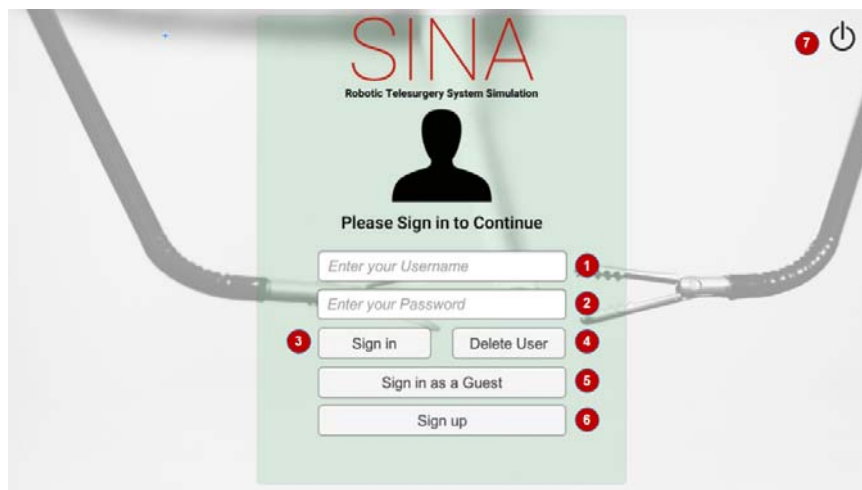 SINA
7
Robotic Telesurgery System Simulation
Please Sign in to Continue
Enter your Username 1
Enter your Password 2
3 Sign in Delete User 4
Sign in as a Guest 5
Sign up 6